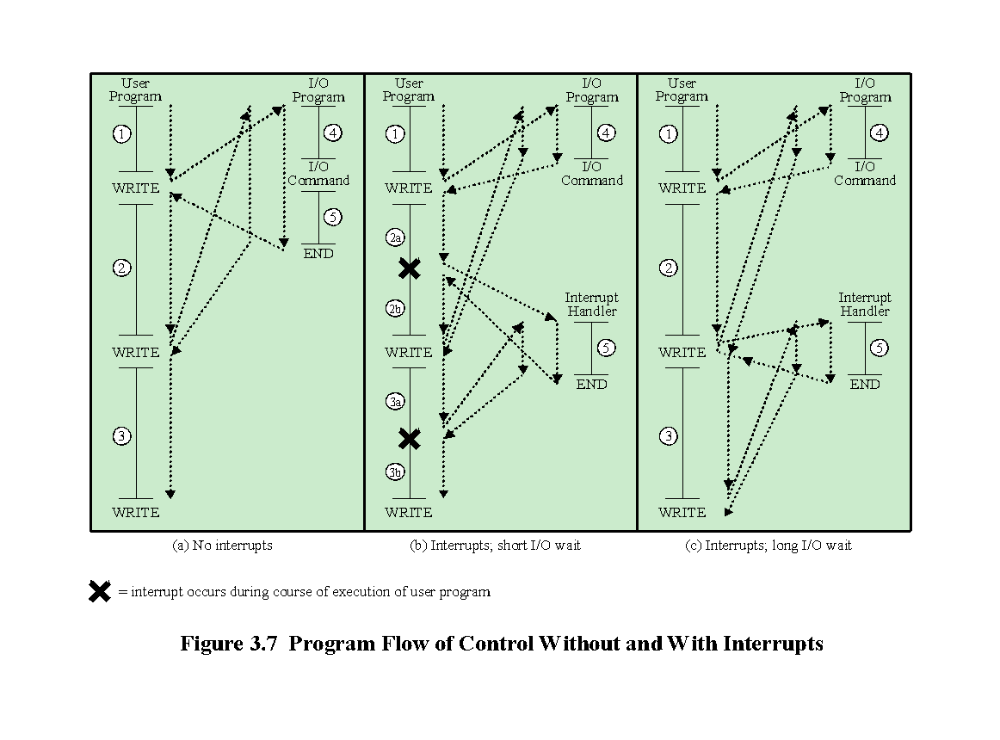 User
Program
I/O
Program
1
4
WRITE
I/O
Command
5
END
2
WRITE
3
WRITE
(a) No interrupts
User
Program
I/O
Program
1
4
WRITE
I/O
Command
2a
2b
Interrupt
Handler
WRITE
5
END
3a
3b
WRITE
(b) Interrupts; short I/O wait
User
Program
I/O
Program
1
4
WRITE
I/O
Command
2
Interrupt
Handler
WRITE
5
END
3
WRITE
(c) Interrupts; long I/O wait
= interrupt occurs during course of execution of user program
Figure 3.7 Program Flow of Control Without and With Interrupts